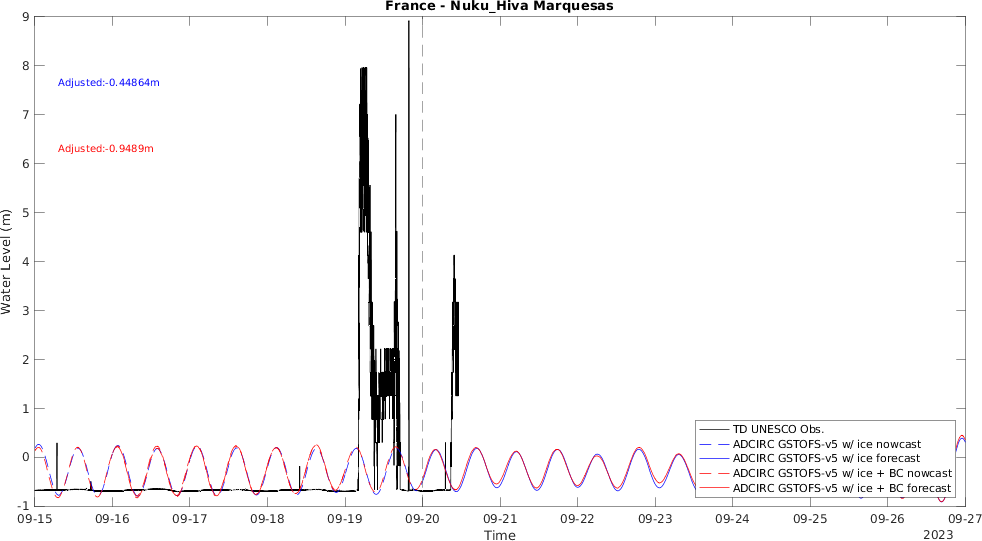 France - Nuku_Hiva Marquesas
9
8
Adjusted:-0.44864m
7
Adjusted:-0.9489m
6
5
Water Level (m)
4
3
2
1
0
-1
TD UNESCO Obs.
ADCIRC GSTOFS-v5 w/ ice nowcast
ADCIRC GSTOFS-v5 w/ ice forecast
ADCIRC GSTOFS-v5 w/ ice + BC nowcast
ADCIRC GSTOFS-v5 w/ ice + BC forecast
09-15 09-16 09-17 09-18 09-19 09-20 09-21 09-22 09-23 09-24 09-25 09-26 09-27
Time
2023